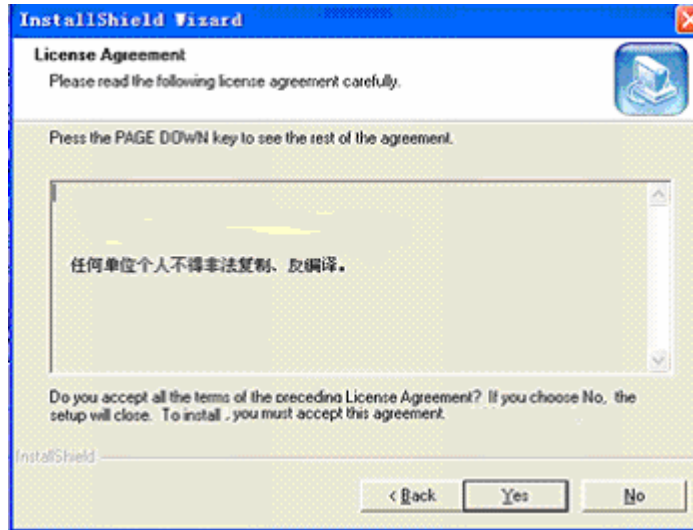 InstallShield Wizard
License Agreement
Please read the following license agreement carefully.
Press the PAGE DOWN key to see the rest of the agreement.
任何单位个人不得非法复制、反编译。
Do you accept all the terms of the preceding License Agreement? If you choose No, the
setup will close. To install , you must accept this agreement.
InstallShield
< Back
Yes
No